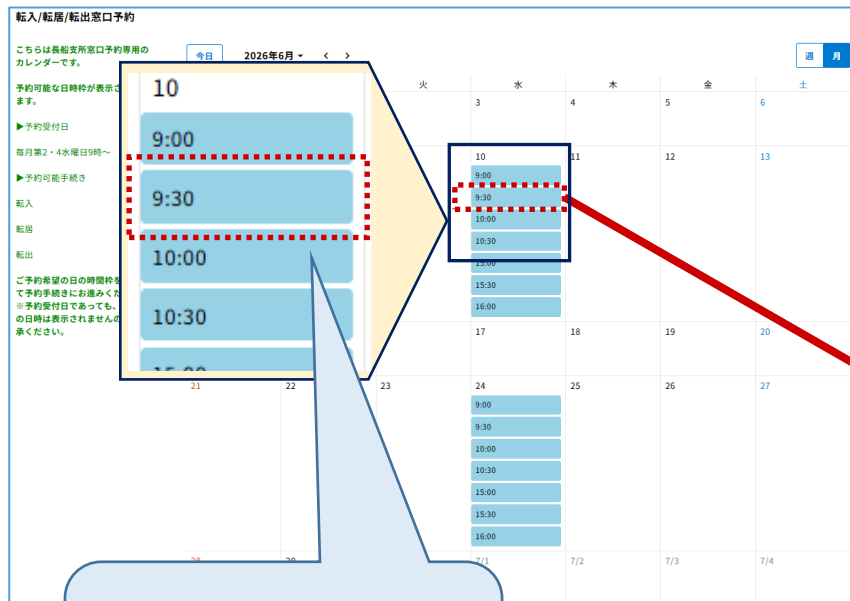 転入/転居/転出窓口予約
こちらは長船支所窓口予約専用の
カレンダーです。
予約可能な日時枠が表示さ
ます。
▶予約受付日
毎月第2・4水曜日9時～
▶予約可能手続き
転入
転居
転出
ご予約希望の日の時間枠を
て予約手続きにお進みくだ
※予約受付日であっても、
の日時は表示されませんの
承ください。
今日
2026年6月
週 月
火 水 木 金 土
3 4 5 6
10 11 12 13
9:00
9:30
10:00
10:30
15:00
15:30
16:00
10
9:00
9:30
10:00
10:30
17 18 19 20
21 22 23 24 25 26 27
9:00
9:30
10:00
10:30
15:00
15:30
16:00
7/1 7/2 7/3 7/4